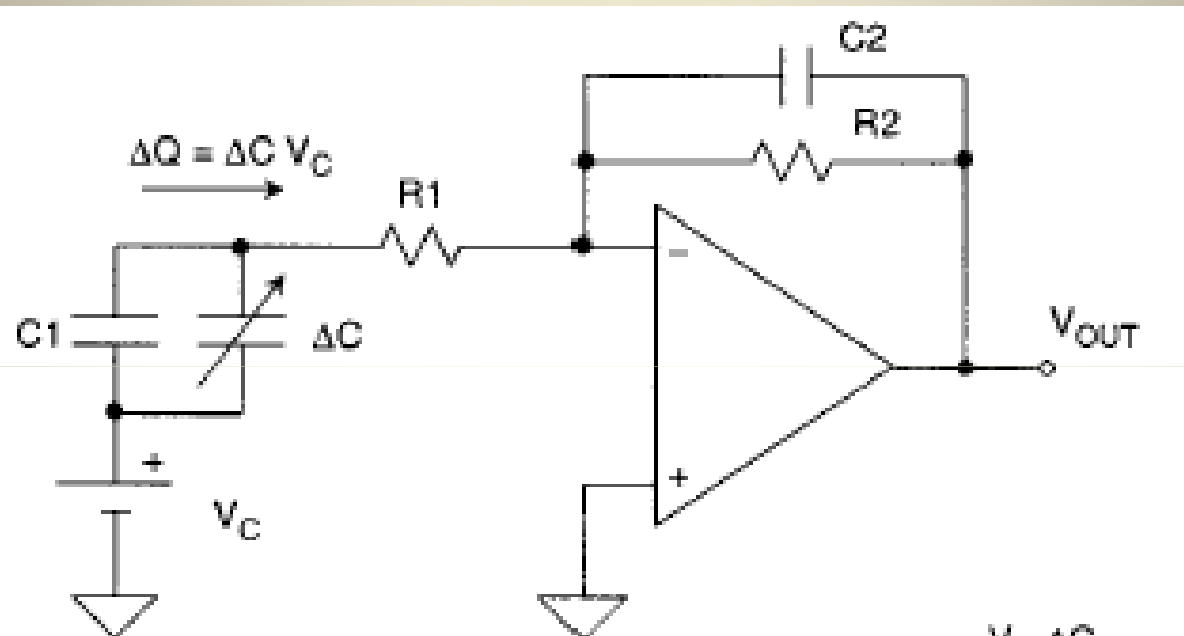 C2
R2
ΔQ = ΔC V_C
R1
C1
ΔC
−
+
V_OUT
+
V_C